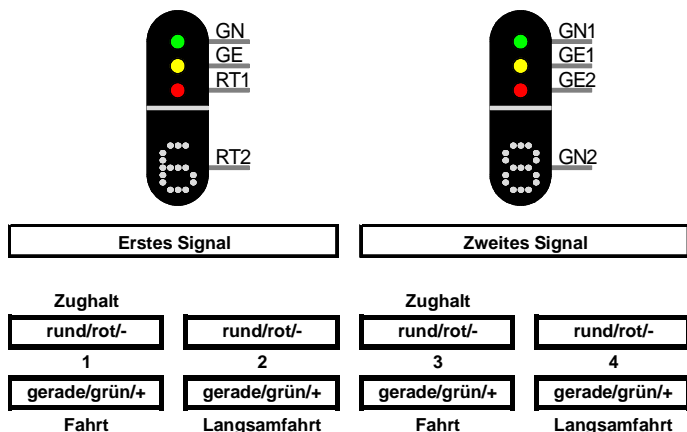 GN GN1
GE GE1
RT1 GE2
RT2 GN2
6 8
Erstes Signal Zweites Signal
Zughalt Zughalt
rund/rot/- rund/rot/- rund/rot/- rund/rot/-
1 2 3 4
gerade/grün/+ gerade/grün/+ gerade/grün/+ gerade/grün/+
Fahrt Langsamfahrt Fahrt Langsamfahrt